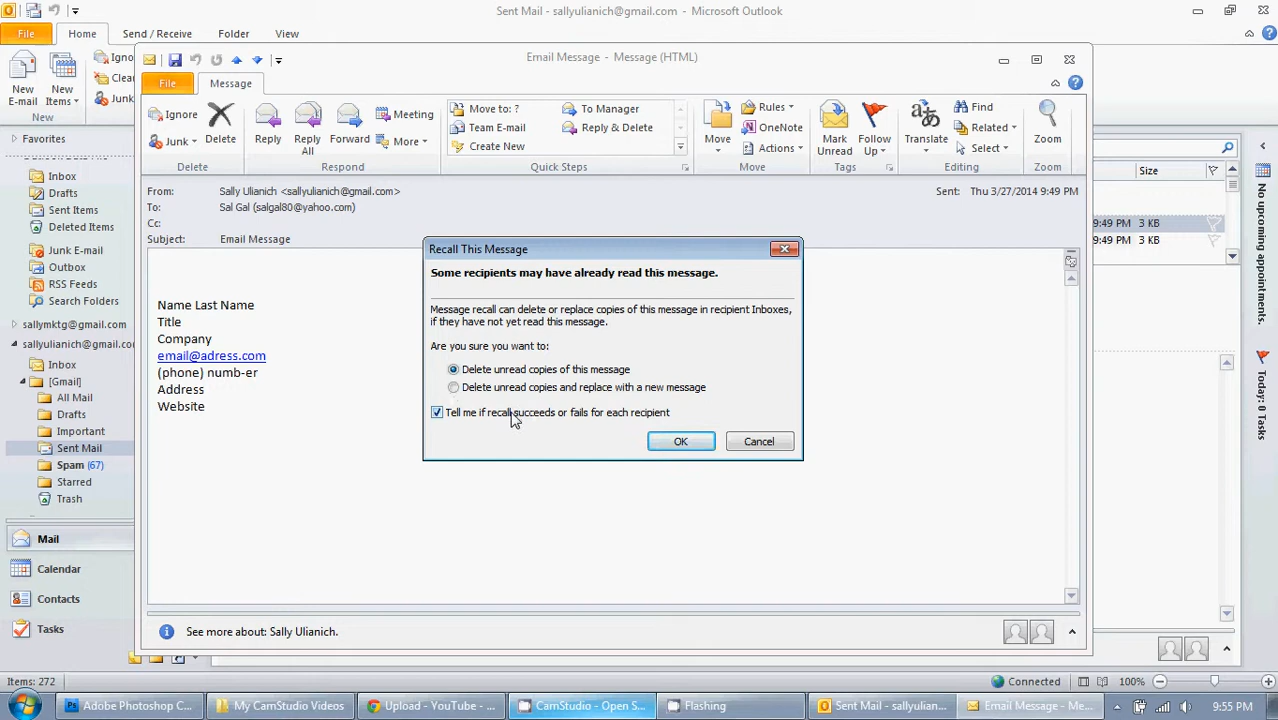 Sent Mail - sallyulianich@gmail.com - Microsoft Outlook
File Home Send / Receive Folder View
Email Message - Message (HTML)
File Message
New E-mail
New Items
New
Junk
Ignore
Junk
Delete
Delete
Reply
Reply All
Forward
Meeting
More
Respond
Move to: ?
Team E-mail
Create New
To Manager
Reply & Delete
Quick Steps
Move
Rules
OneNote
Actions
Move
Mark Unread
Follow Up
Tags
Translate
Find
Related
Select
Editing
Zoom
Zoom
Favorites
Inbox
Drafts
Sent Items
Deleted Items
Junk E-mail
Outbox
RSS Feeds
Search Folders
sallymktg@gmail.com
Inbox
[Gmail]
All Mail
Drafts
Important
Sent Mail
Spam (67)
Starred
Trash
Mail
Calendar
Contacts
Tasks
From: Sally Ulianich <sallyulianich@gmail.com>
Sent: Thu 3/27/2014 9:49 PM
To: Sal Gal (salgal80@yahoo.com)
Cc:
Subject: Email Message
Name Last Name
Title
Company
email@adress.com
(phone) numb-er
Address
Website
Recall This Message
Some recipients may have already read this message.
Message recall can delete or replace copies of this message in recipient Inboxes,
if they have not yet read this message.
Are you sure you want to:
Delete unread copies of this message
Delete unread copies and replace with a new message
Tell me if recall succeeds or fails for each recipient
OK Cancel
See more about: Sally Ulianich.
Size
9:49 PM 3 KB
9:49 PM 3 KB
No upcoming appointments.
Today: 0 Tasks
Items: 272
Connected
100%
Adobe Photoshop C...
My CamStudio Videos
Upload - YouTube - ...
CamStudio - Open S...
Flashing
Sent Mail - sallyulian...
Email Message - Me...
9:55 PM